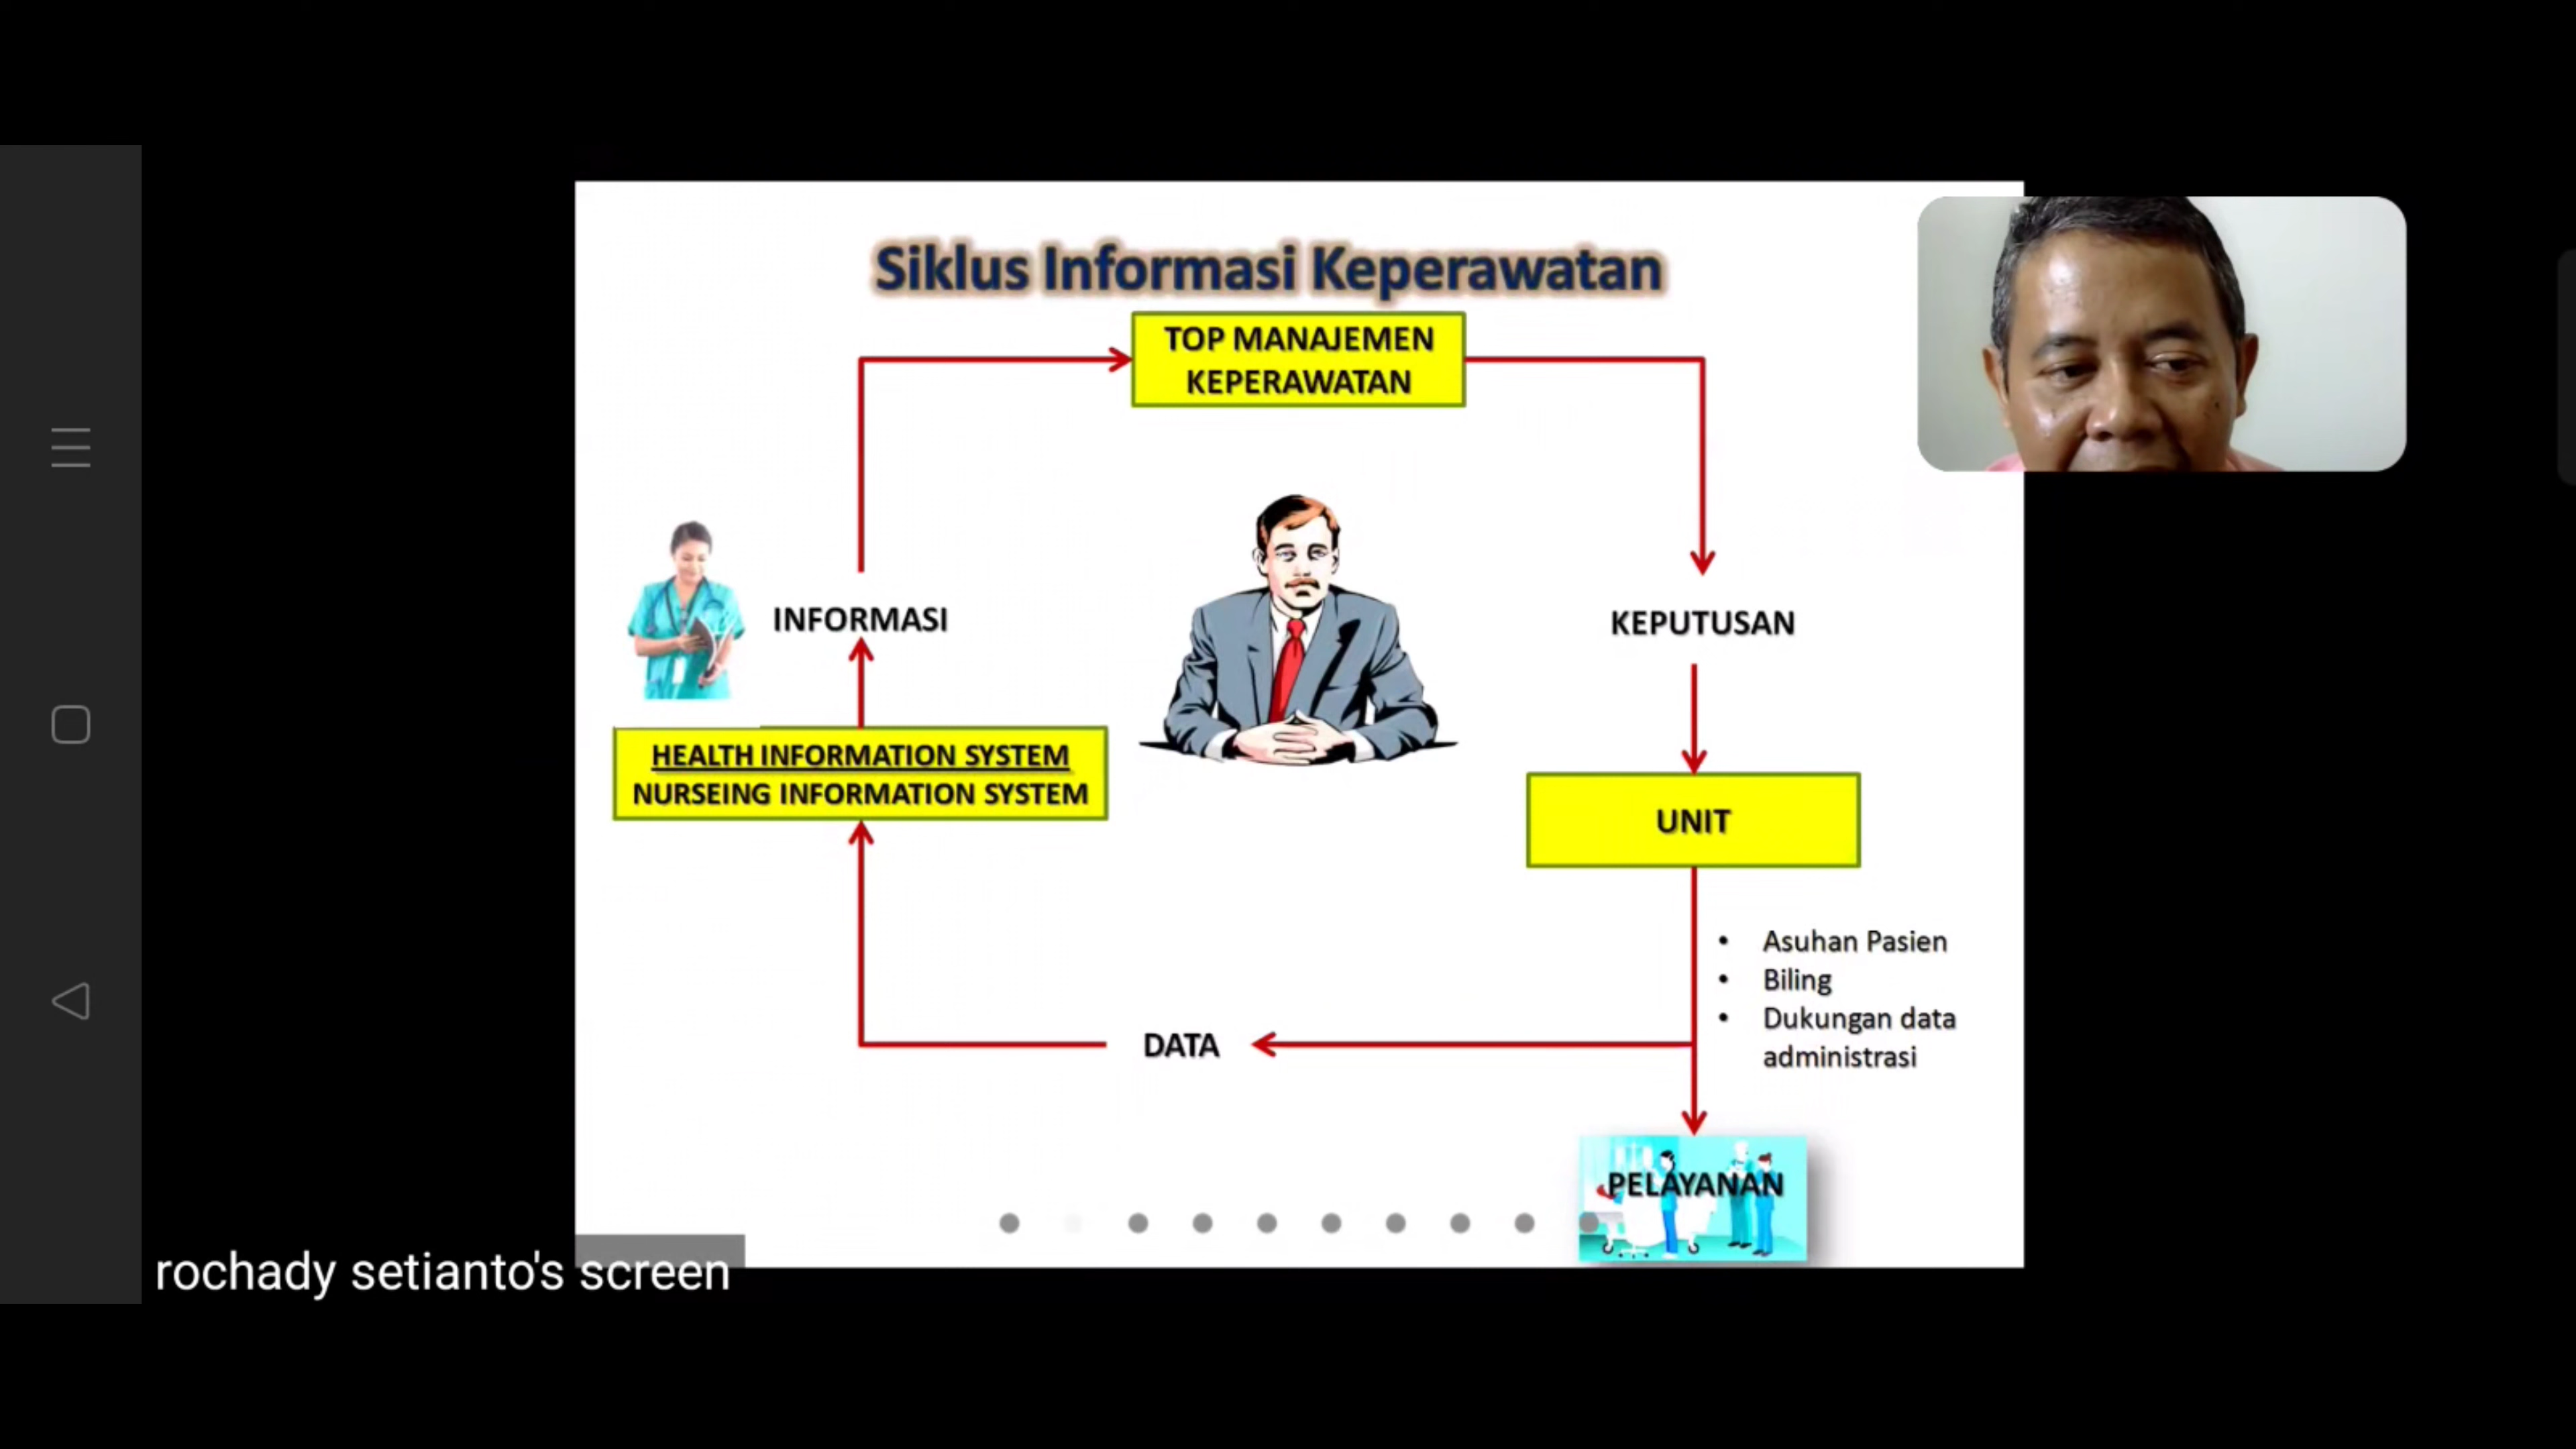 Siklus Informasi Keperawatan
TOP MANAJEMEN
KEPERAWATAN
INFORMASI
KEPUTUSAN
HEALTH INFORMATION SYSTEM
NURSEING INFORMATION SYSTEM
UNIT
• Asuhan Pasien
• Biling
• Dukungan data
administrasi
DATA
PELAYANAN
rochady setianto's screen